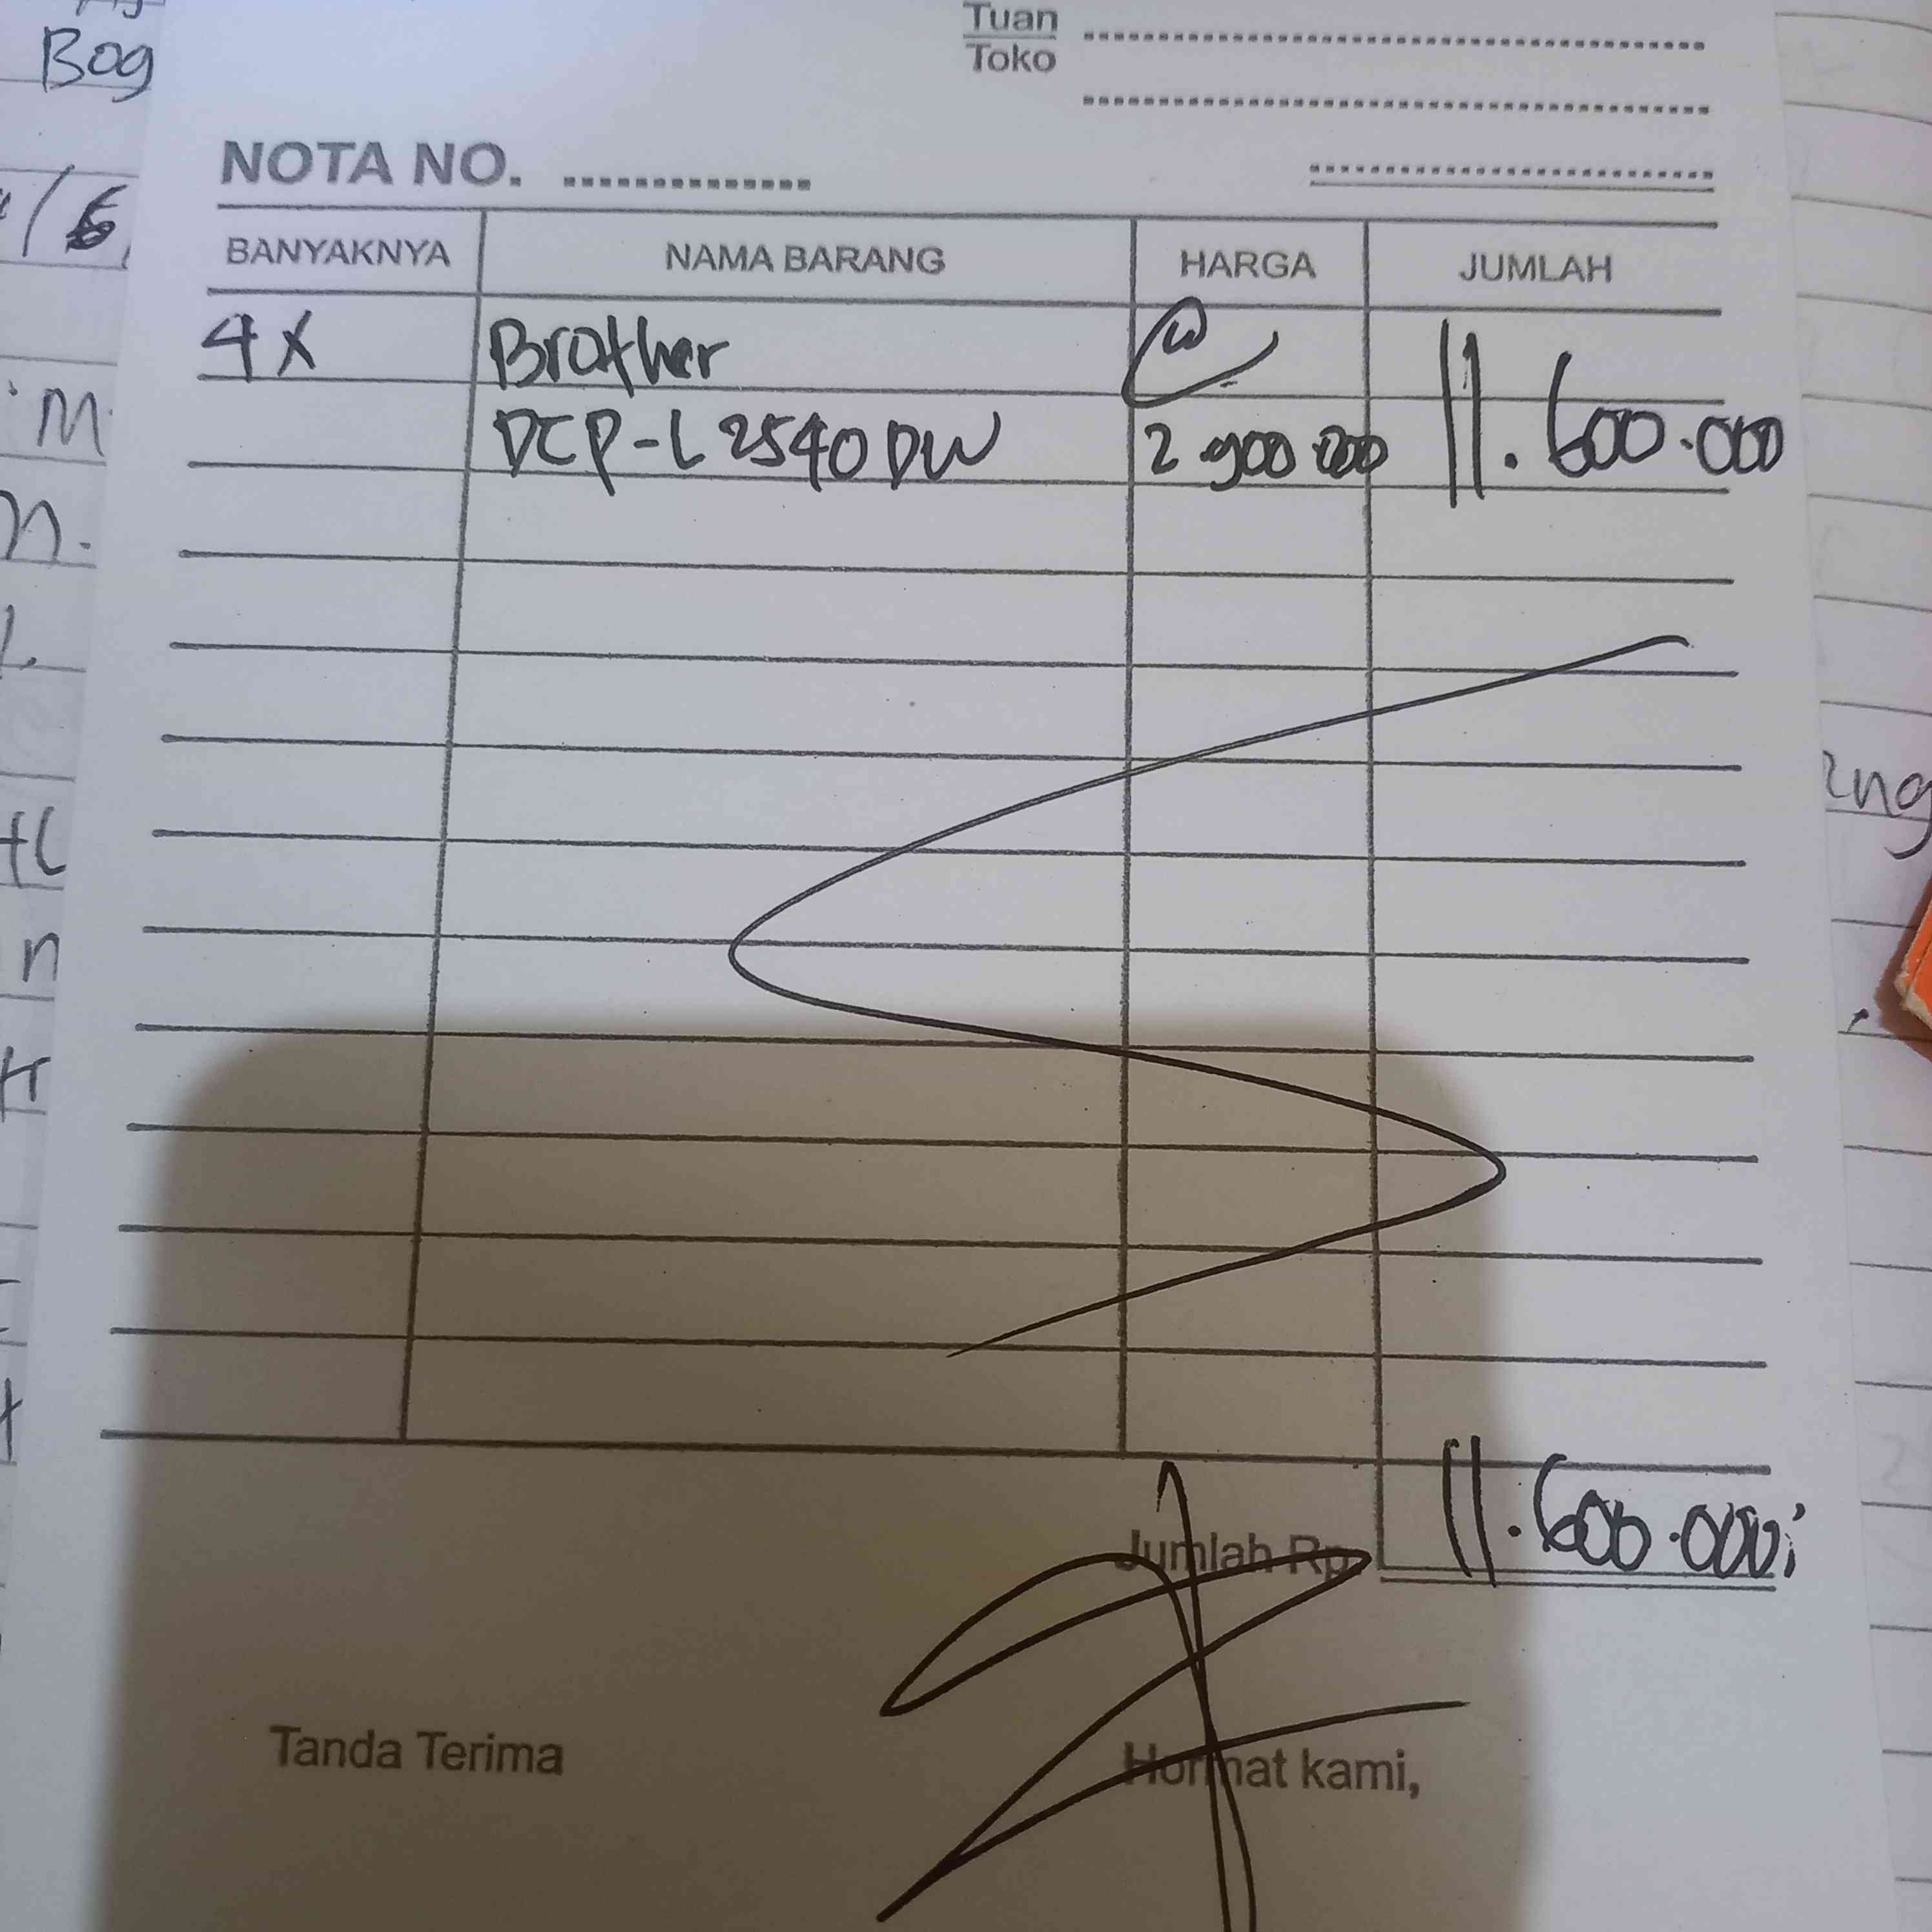 Bog
Tuan
Toko
NOTA NO. ...............
BANYAKNYA NAMA BARANG HARGA JUMLAH
4 X Brother @ 11.600.000
DCP-L2540DW 2.900.000
Jumlah Rp. 11.600.000
Tanda Terima Hormat kami,